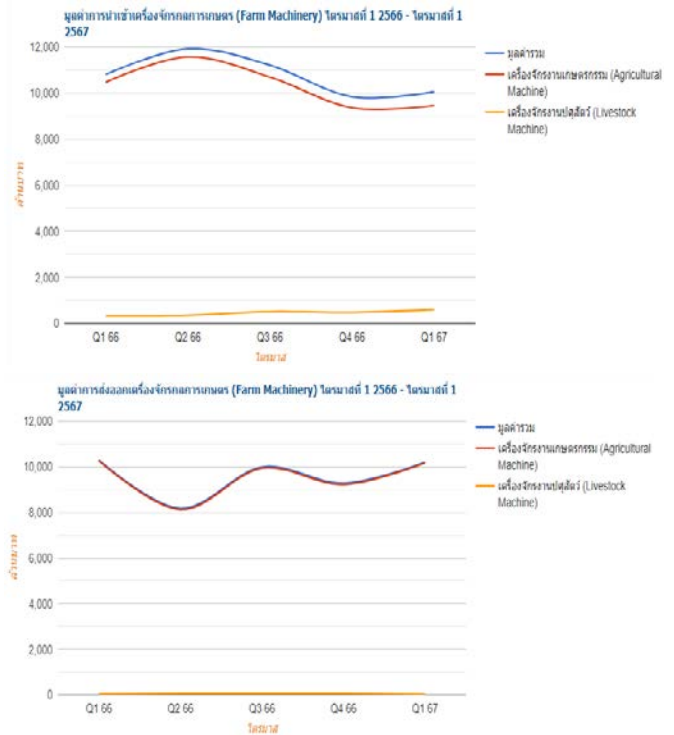 มูลค่าการนำเข้าเครื่องจักรกลการเกษตร (Farm Machinery) ไตรมาสที่ 1 2566 - ไตรมาสที่ 1
2567
12,000
10,000
8,000
6,000
4,000
2,000
0
ล้านบาท
Q1 66
Q2 66
Q3 66
Q4 66
Q1 67
ไตรมาส
มูลค่ารวม
เครื่องจักรงานเกษตรกรรม (Agricultural
Machine)
เครื่องจักรงานปศุสัตว์ (Livestock
Machine)
มูลค่าการส่งออกเครื่องจักรกลการเกษตร (Farm Machinery) ไตรมาสที่ 1 2566 - ไตรมาสที่ 1
2567
12,000
10,000
8,000
6,000
4,000
2,000
0
ล้านบาท
Q1 66
Q2 66
Q3 66
Q4 66
Q1 67
ไตรมาส
มูลค่ารวม
เครื่องจักรงานเกษตรกรรม (Agricultural
Machine)
เครื่องจักรงานปศุสัตว์ (Livestock
Machine)